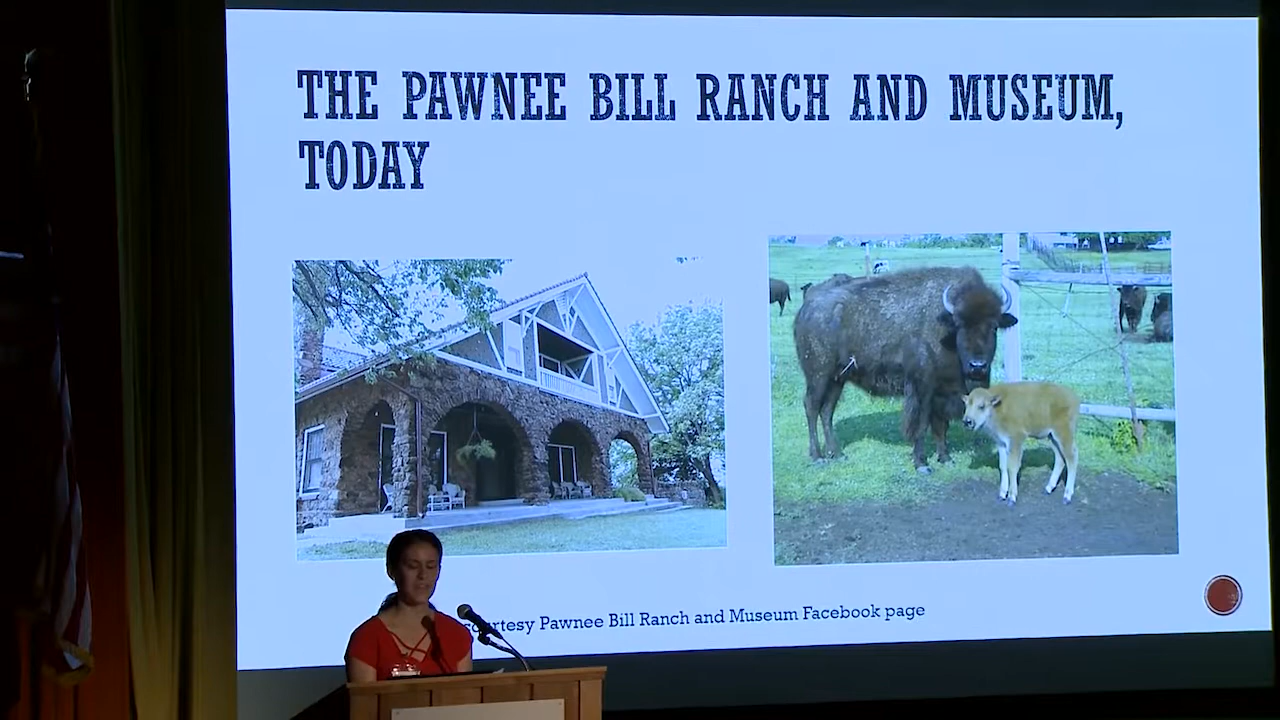 THE PAWNEE BILL RANCH AND MUSEUM,
TODAY
Pawnee Bill Ranch and Museum Facebook page